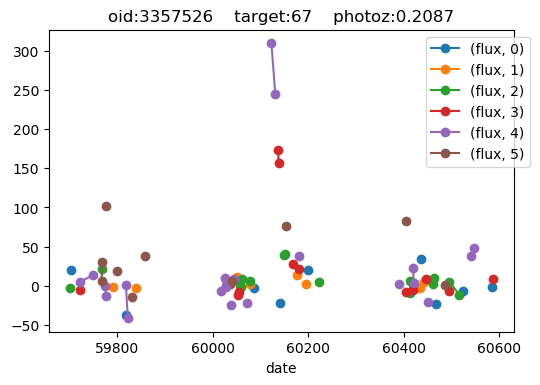 oid:3357526 target:67 photoz:0.2087
300
250
200
150
100
50
0
−50
59800 60000 60200 60400 60600
date
(flux, 0)
(flux, 1)
(flux, 2)
(flux, 3)
(flux, 4)
(flux, 5)